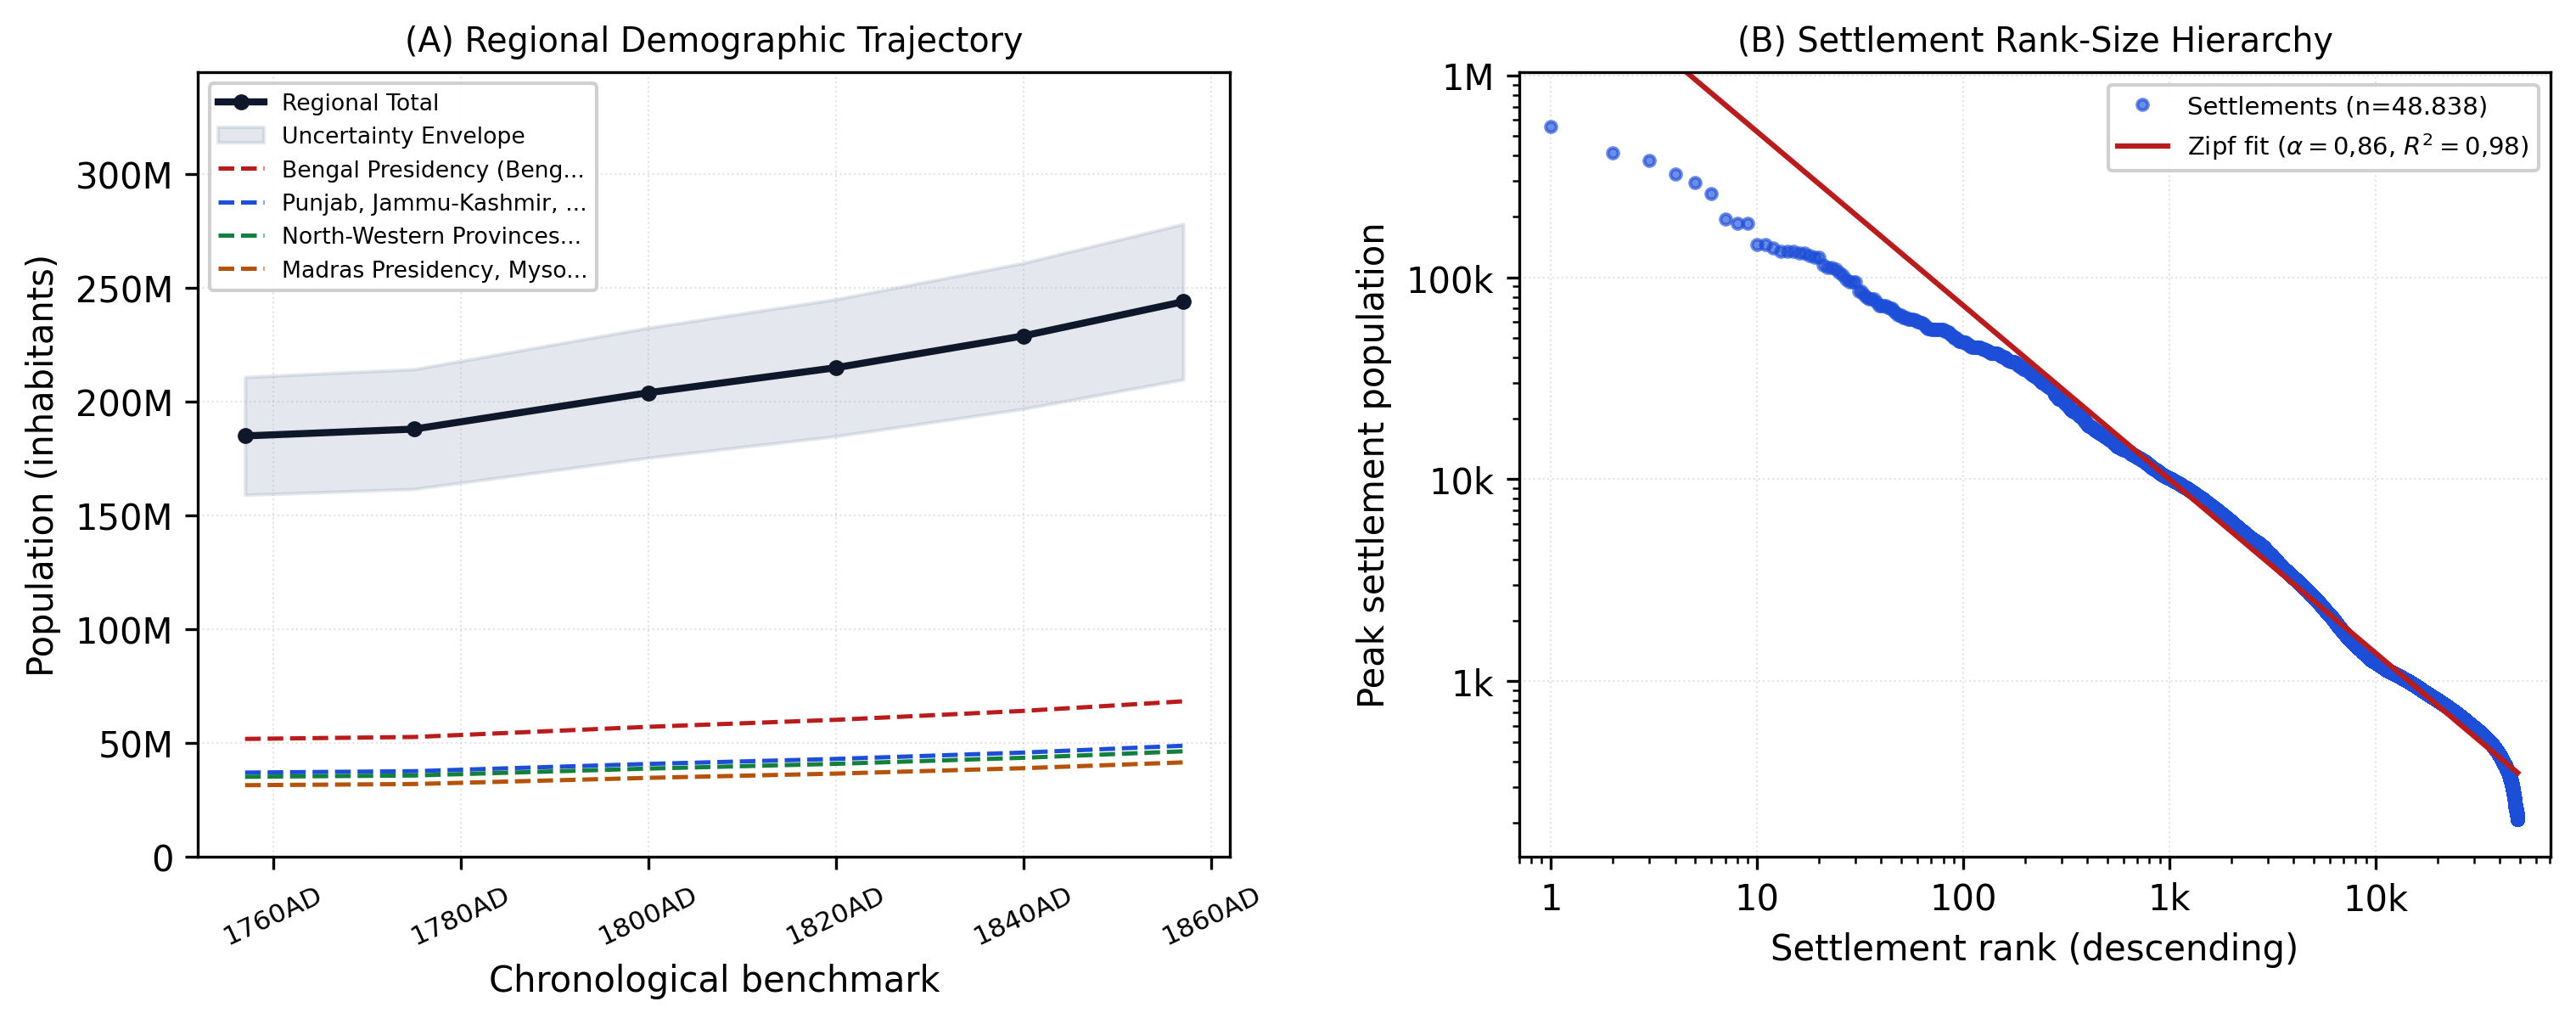 (A) Regional Demographic Trajectory
Population (inhabitants)
300M
250M
200M
150M
100M
50M
0
Regional Total
Uncertainty Envelope
Bengal Presidency (Beng...
Punjab, Jammu-Kashmir, ...
North-Western Provinces...
Madras Presidency, Myso...
1760AD
1780AD
1800AD
1820AD
1840AD
1860AD
Chronological benchmark
(B) Settlement Rank-Size Hierarchy
Peak settlement population
1M
100k
10k
1k
Settlements (n=48.838)
Zipf fit (α = 0,86, R² = 0,98)
1
10
100
1k
10k
Settlement rank (descending)